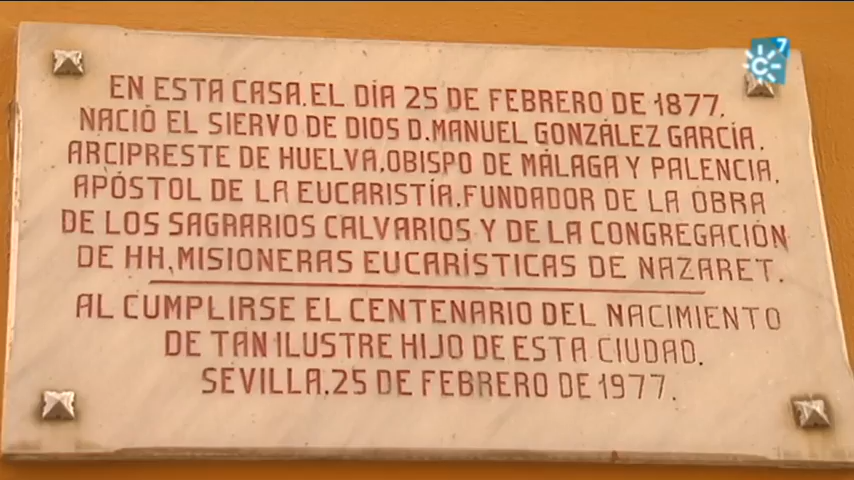 7
EN ESTA CASA, EL DÍA 25 DE FEBRERO DE 1877,
NACIÓ EL SIERVO DE DIOS D. MANUEL GONZÁLEZ GARCÍA.
ARCIPRESTE DE HUELVA, OBISPO DE MÁLAGA Y PALENCIA,
APÓSTOL DE LA EUCARISTÍA, FUNDADOR DE LA OBRA
DE LOS SAGRARIOS CALVARIOS Y DE LA CONGREGACIÓN
DE HH. MISIONERAS EUCARÍSTICAS DE NAZARET.
AL CUMPLIRSE EL CENTENARIO DEL NACIMIENTO
DE TAN ILUSTRE HIJO DE ESTA CIUDAD.
SEVILLA, 25 DE FEBRERO DE 1977.